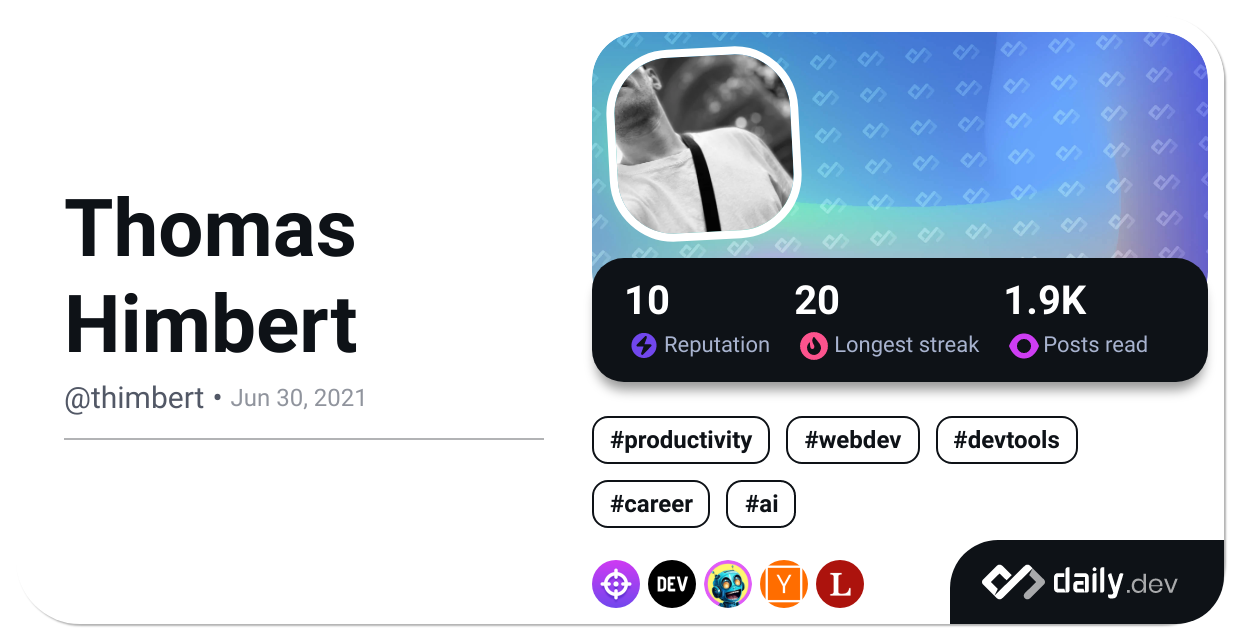 Thomas
Himbert
@thimbert • Jun 30, 2021
10 20 1.9K
Reputation Longest streak Posts read
#productivity #webdev #devtools
#career #ai
DEV Y L
daily.dev